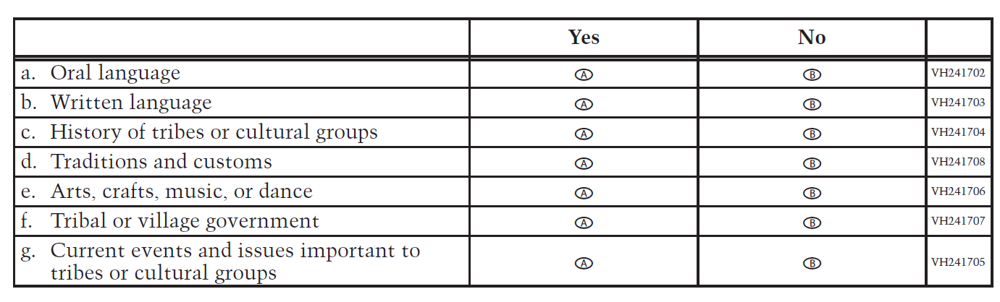 Yes No
a. Oral language Ⓐ Ⓑ VH241702
b. Written language Ⓐ Ⓑ VH241703
c. History of tribes or cultural groups Ⓐ Ⓑ VH241704
d. Traditions and customs Ⓐ Ⓑ VH241708
e. Arts, crafts, music, or dance Ⓐ Ⓑ VH241706
f. Tribal or village government Ⓐ Ⓑ VH241707
g. Current events and issues important to
tribes or cultural groups Ⓐ Ⓑ VH241705